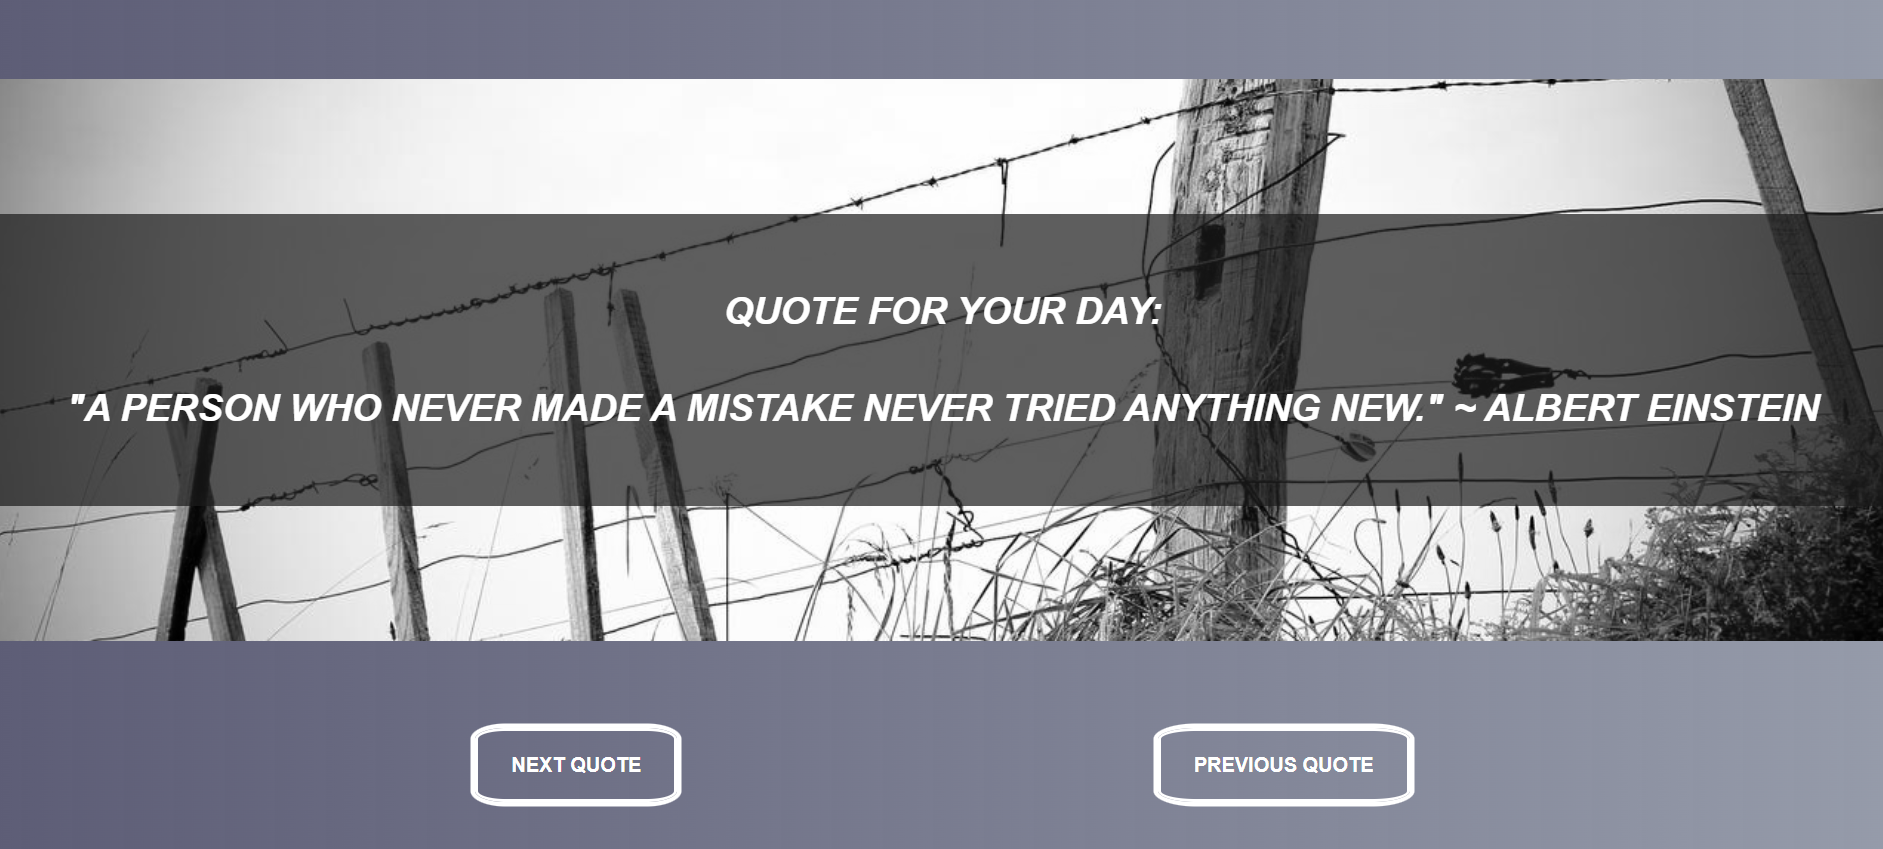 QUOTE FOR YOUR DAY:
"A PERSON WHO NEVER MADE A MISTAKE NEVER TRIED ANYTHING NEW." ~ ALBERT EINSTEIN
NEXT QUOTE
PREVIOUS QUOTE